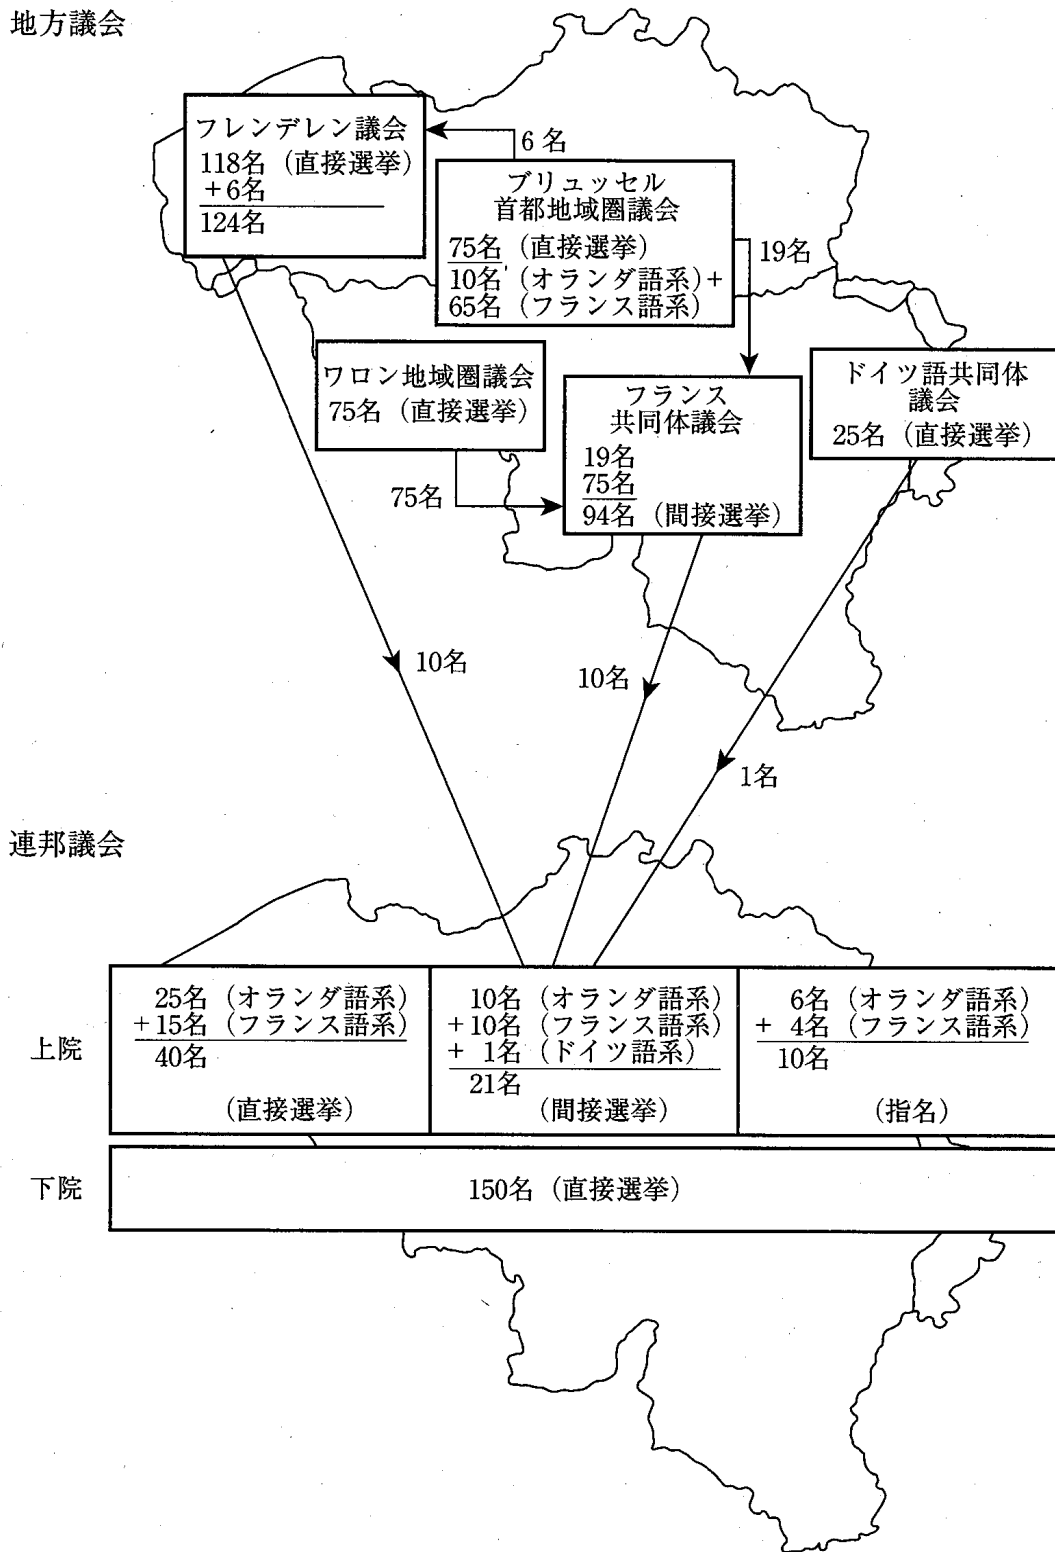 地方議会
フレンデレン議会
118名（直接選挙）
+6名
124名
6名
ブリュッセル
首都地域圏議会
75名（直接選挙）
10名（オランダ語系）+
65名（フランス語系）
19名
ワロン地域圏議会
75名（直接選挙）
75名
フランス
共同体議会
19名
75名
94名（間接選挙）
ドイツ語共同体
議会
25名（直接選挙）
10名
10名
1名
連邦議会
上院
25名（オランダ語系）
+15名（フランス語系）
40名
（直接選挙）
10名（オランダ語系）
+10名（フランス語系）
+ 1名（ドイツ語系）
21名
（間接選挙）
6名（オランダ語系）
+ 4名（フランス語系）
10名
（指名）
下院
150名（直接選挙）